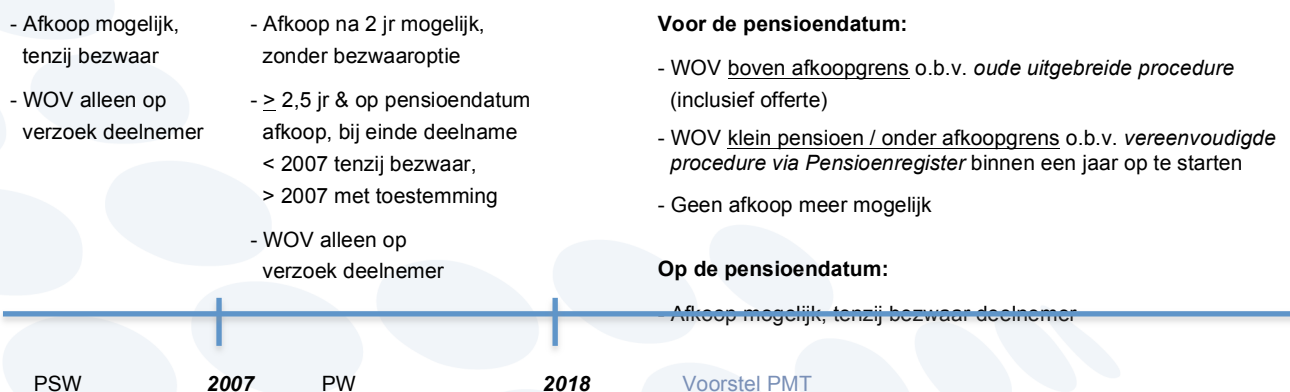 - Afkoop mogelijk,
tenzij bezwaar
- WOV alleen op
verzoek deelnemer
- Afkoop na 2 jr mogelijk,
zonder bezwaaroptie
- ≥ 2,5 jr & op pensioendatum
afkoop, bij einde deelname
< 2007 tenzij bezwaar,
> 2007 met toestemming
- WOV alleen op
verzoek deelnemer
Voor de pensioendatum:
- WOV boven afkoopgrens o.b.v. oude uitgebreide procedure
(inclusief offerte)
- WOV klein pensioen / onder afkoopgrens o.b.v. vereenvoudigde
procedure via Pensioenregister binnen een jaar op te starten
- Geen afkoop meer mogelijk
Op de pensioendatum:
- Afkoop mogelijk, tenzij bezwaar deelnemer
PSW 2007 PW 2018 Voorstel PMT